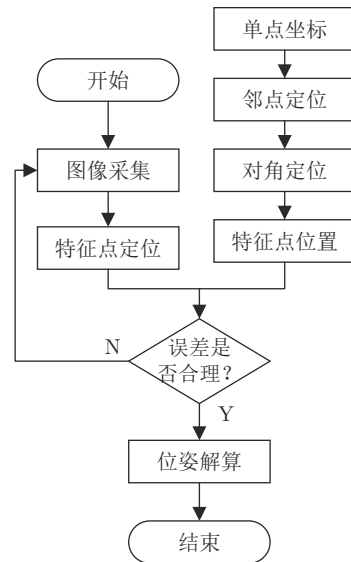 单点坐标
开始
邻点定位
图像采集
对角定位
特征点定位
特征点位置
N
误差是
否合理?
Y
位姿解算
结束